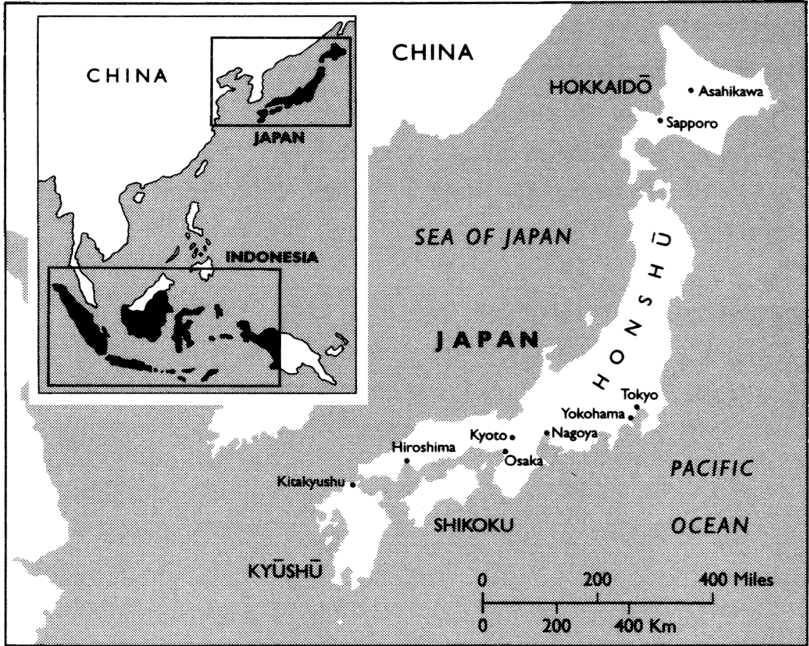 CHINA
JAPAN
INDONESIA
CHINA
HOKKAIDŌ
Asahikawa
Sapporo
SEA OF JAPAN
HONSHŪ
JAPAN
Tokyo
Yokohama
Kyoto
Nagoya
Hiroshima
Osaka
Kitakyushu
PACIFIC
OCEAN
SHIKOKU
KYŪSHŪ
0 200 400 Miles
0 200 400 Km